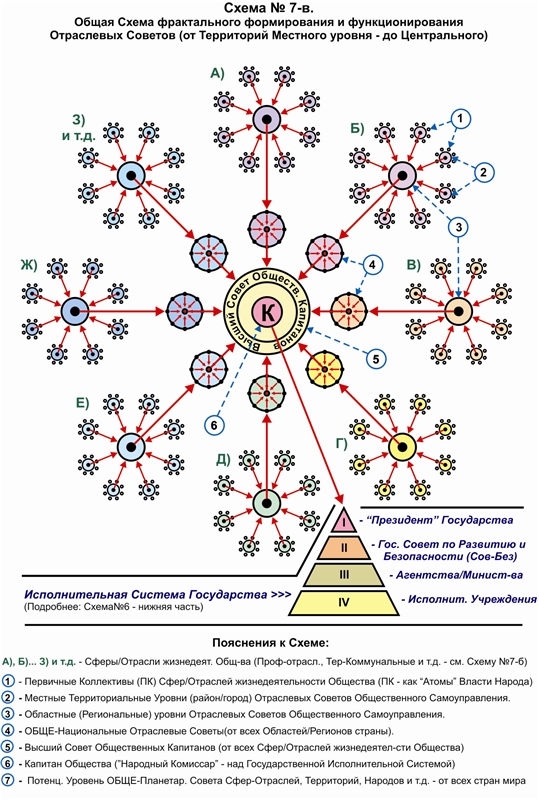 Схема № 7-в.
Общая Схема фрактального формирования и функционирования
Отраслевых Советов (от Территорий Местного уровня - до Центрального)
А)
З)
и т.д.
Б)
1
2
3
Ж)
В)
4
Высший Совет Обществ. Капитанов
К
5
6
Е)
Г)
Д)
I - “Президент” Государства
II - Гос. Совет по Развитию и
Безопасности (Сов-Без)
III - Агентства/Минист-ва
Исполнительная Система Государства >>>
IV - Исполнит. Учреждения
(Подробнее: Схема№6 - нижняя часть)
Пояснения к Схеме:
А), Б)... З) и т.д. - Сферы/Отрасли жизнедеят. Общ-ва (Проф-отрасл., Тер-Коммунальные и т.д. - см. Схему №7-б)
1 - Первичные Коллективы (ПК) Сфер/Отраслей жизнедеятельности Общества (ПК - как “Атомы” Власти Народа)
2 - Местные Территориальные Уровни (район/город) Отраслевых Советов Общественного Самоуправления.
3 - Областные (Региональные) уровни Отраслевых Советов Общественного Самоуправления.
4 - ОБЩЕ-Национальные Отраслевые Советы(от всех Областей/Регионов страны).
5 - Высший Совет Общественных Капитанов (от всех Сфер/Отраслей жизнедеятел-сти Общества)
6 - Капитан Общества ("Народный Комиссар" - над Государственной Исполнительной Системой)
7 - Потенц. Уровень ОБЩЕ-Планетар. Совета Сфер-Отраслей, Территорий, Народов и т.д. - от всех стран мира